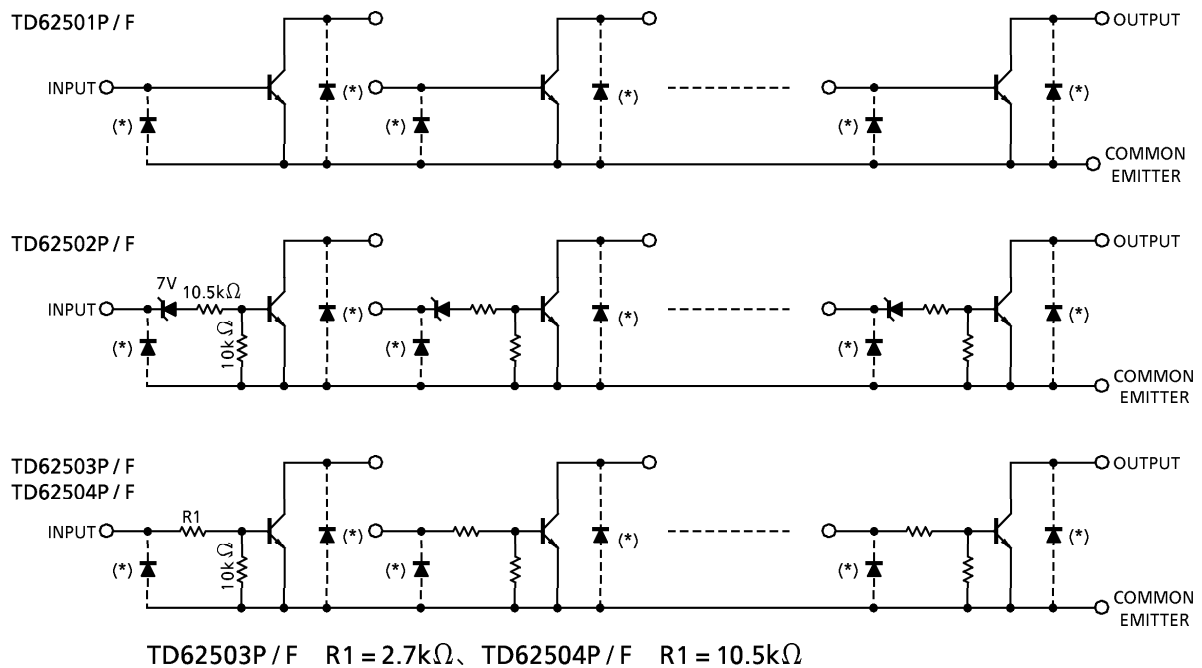 TD62501P / F
OUTPUT
INPUT
(*)
(*)
(*)
(*)
(*)
(*)
COMMON
EMITTER
TD62502P / F
OUTPUT
7V
10.5kΩ
INPUT
10kΩ
(*)
(*)
(*)
(*)
(*)
(*)
COMMON
EMITTER
TD62503P / F
TD62504P / F
OUTPUT
R1
INPUT
10kΩ
(*)
(*)
(*)
(*)
(*)
(*)
COMMON
EMITTER
TD62503P / F R1 = 2.7kΩ、TD62504P / F R1 = 10.5kΩ